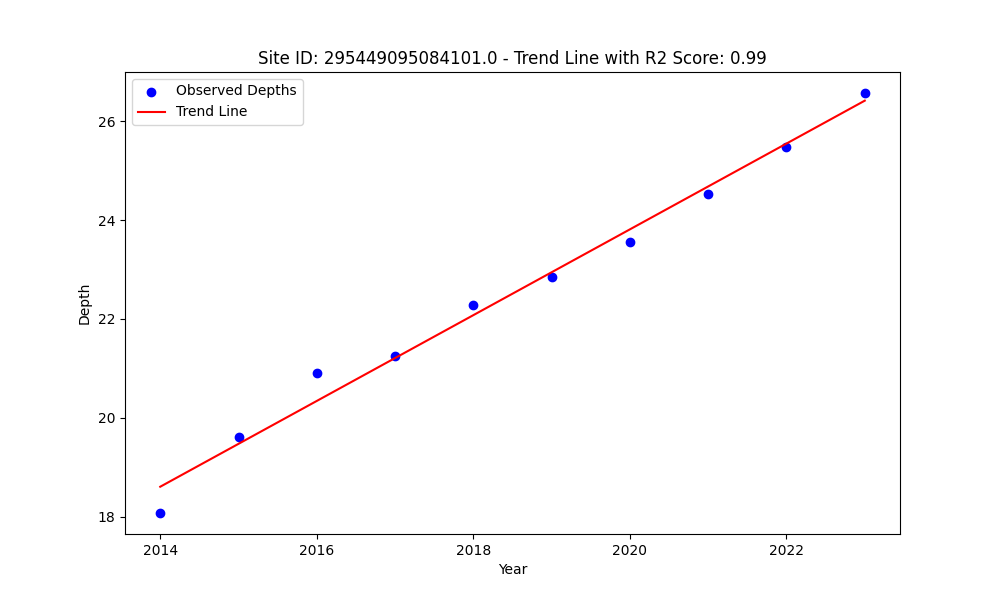 Site ID: 295449095084101.0 - Trend Line with R2 Score: 0.99
Observed Depths
Trend Line
26
24
22
20
18
Depth
2014 2016 2018 2020 2022
Year